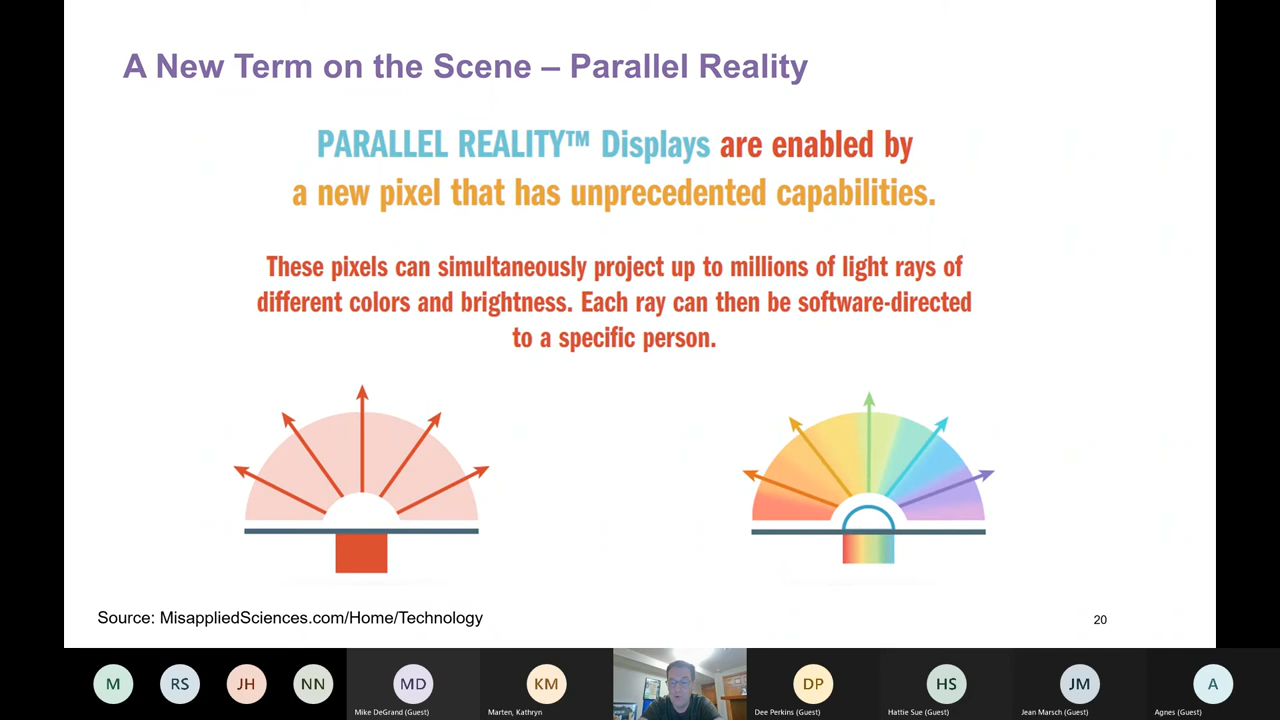 A New Term on the Scene – Parallel Reality
PARALLEL REALITY™ Displays are enabled by
a new pixel that has unprecedented capabilities.
These pixels can simultaneously project up to millions of light rays of
different colors and brightness. Each ray can then be software-directed
to a specific person.
Source: MisappliedSciences.com/Home/Technology
20
M
RS
JH
NN
MD
KM
DP
HS
JM
A
Mike DeGrand (Guest)
Marten, Kathryn
Dee Perkins (Guest)
Hattie Sue (Guest)
Jean Marsch (Guest)
Agnes (Guest)